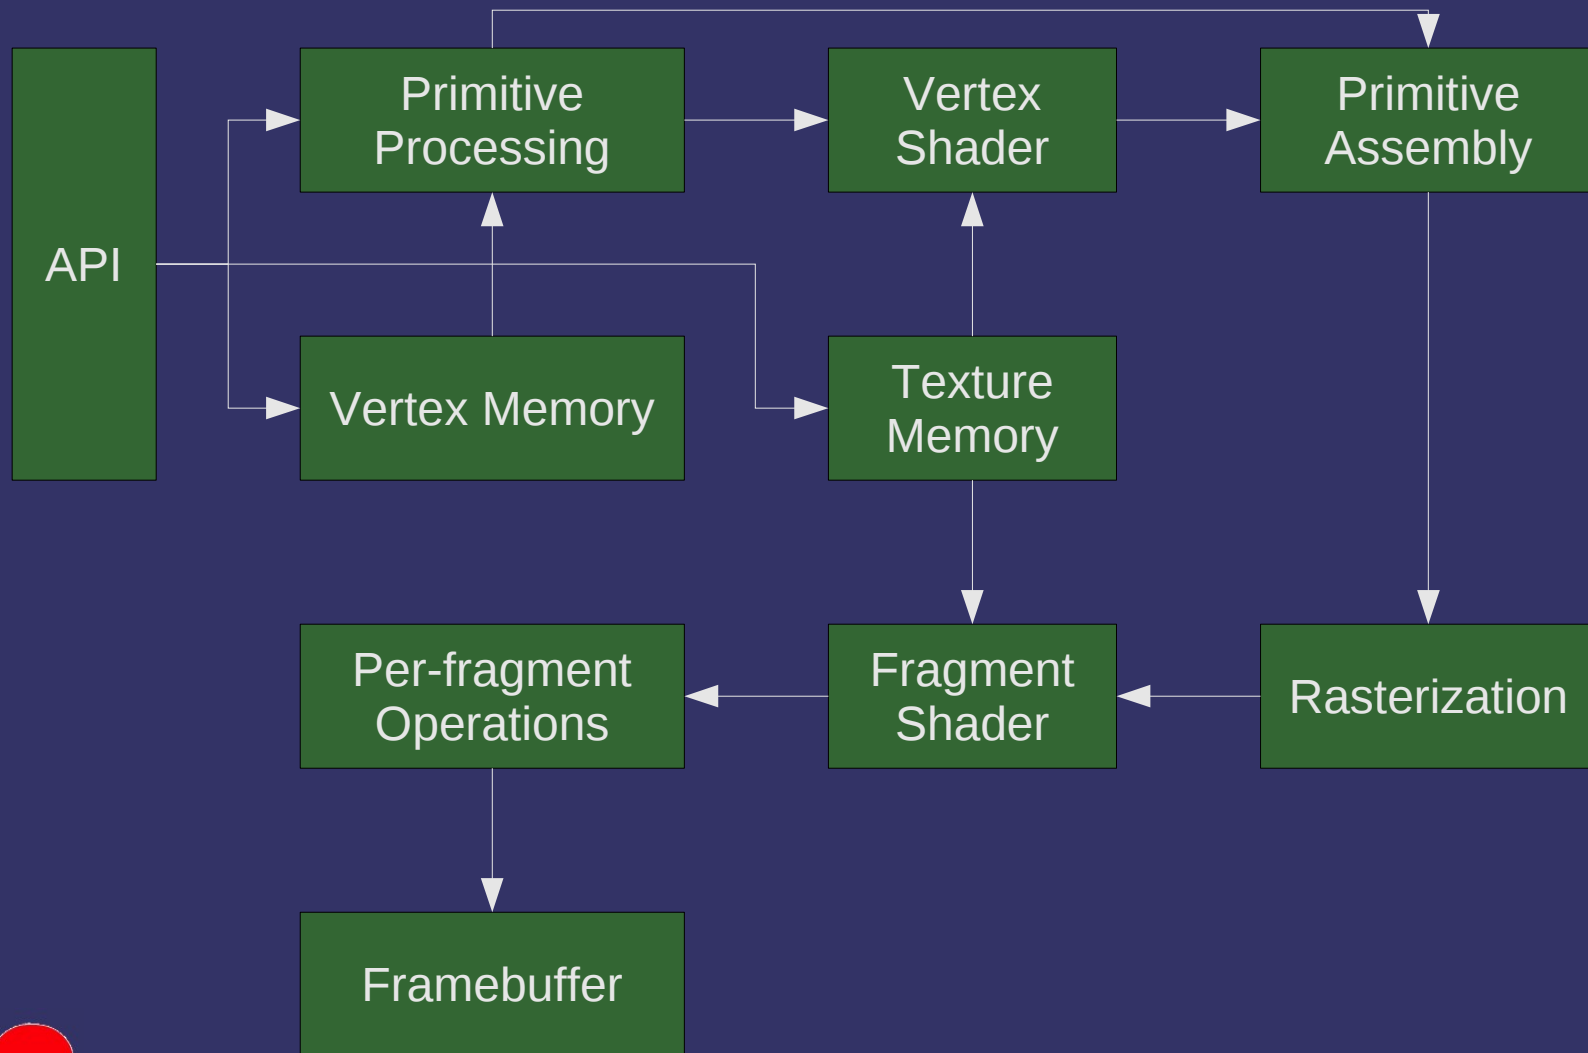 API
Primitive
Processing
Vertex
Shader
Primitive
Assembly
Vertex Memory
Texture
Memory
Per-fragment
Operations
Fragment
Shader
Rasterization
Framebuffer